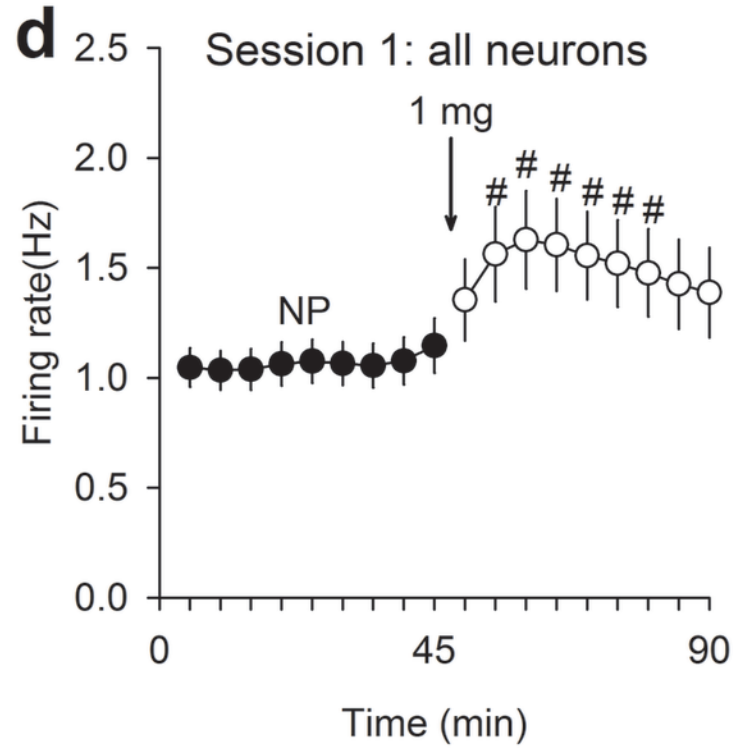 d
Session 1: all neurons
1 mg
# # # # # #
NP
Firing rate(Hz)
2.5
2.0
1.5
1.0
0.5
0.0
0 45 90
Time (min)